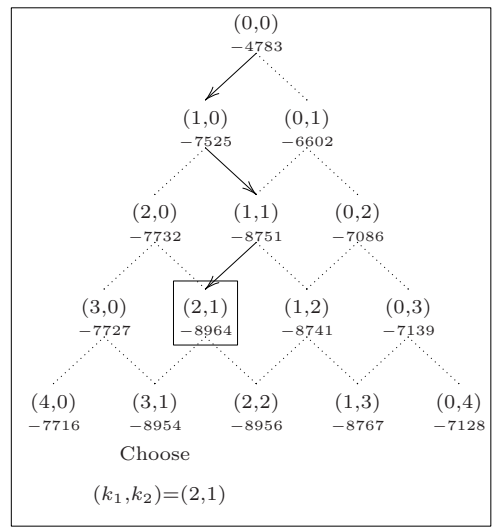 (0,0)
−4783
(1,0) (0,1)
−7525 −6602
(2,0) (1,1) (0,2)
−7732 −8751 −7086
(3,0) (2,1) (1,2) (0,3)
−7727 −8964 −8741 −7139
(4,0) (3,1) (2,2) (1,3) (0,4)
−7716 −8954 −8956 −8767 −7128
Choose
(k₁,k₂)=(2,1)